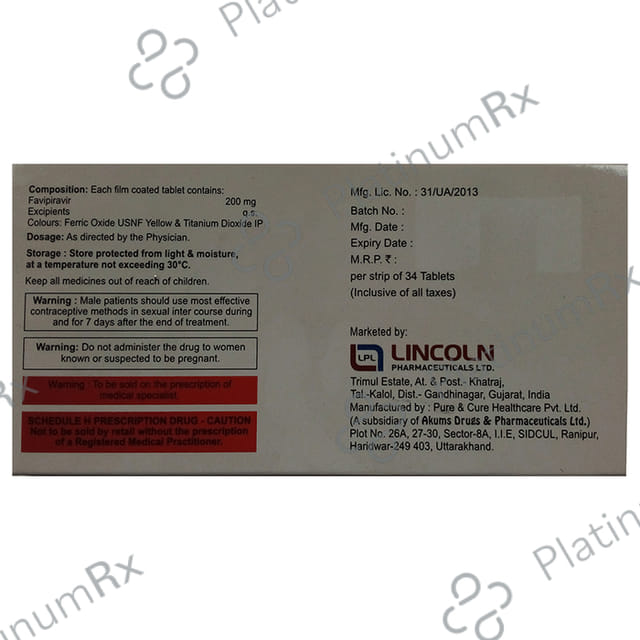 PlatinumRx
PlatinumRx
Composition: Each film coated tablet contains:
Favipiravir 200 mg
Excipients q.s.
Colours: Ferric Oxide USNF Yellow & Titanium Dioxide IP
Dosage: As directed by the Physician.
Storage : Store protected from light & moisture,
at a temperature not exceeding 30°C.
Keep all medicines out of reach of children.
Warning : Male patients should use most effective
contraceptive methods in sexual inter course during
and for 7 days after the end of treatment.
Warning: Do not administer the drug to women
known or suspected to be pregnant.
Warning : To be sold on the prescription of
medical specialist.
SCHEDULE H PRESCRIPTION DRUG - CAUTION
Not to be sold by retail without the prescription
of a Registered Medical Practitioner.
Mfg. Lic. No. : 31/UA/2013
Batch No. :
Mfg. Date :
Expiry Date :
M.R.P. ₹ :
per strip of 34 Tablets
(Inclusive of all taxes)
Marketed by:
LPL LINCOLN
PHARMACEUTICALS LTD.
Trimul Estate, At. & Post.- Khatraj,
Tal.-Kalol, Dist.- Gandhinagar, Gujarat, India
Manufactured by : Pure & Cure Healthcare Pvt. Ltd.
(A subsidiary of Akums Drugs & Pharmaceuticals Ltd.)
Plot No. 26A, 27-30, Sector-8A, I.I.E, SIDCUL, Ranipur,
Haridwar-249 403, Uttarakhand.
PlatinumRx
Platinu